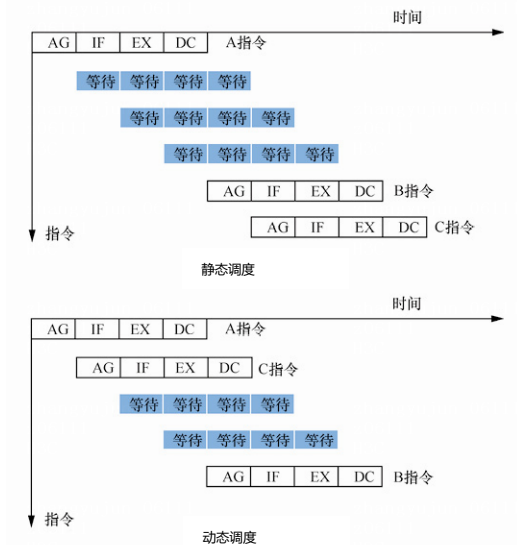 时间
AG IF EX DC A指令
等待 等待 等待 等待
等待 等待 等待 等待
等待 等待 等待 等待
AG IF EX DC B指令
AG IF EX DC C指令
指令
静态调度
时间
AG IF EX DC A指令
AG IF EX DC C指令
等待 等待 等待 等待
等待 等待 等待 等待
AG IF EX DC B指令
指令
动态调度